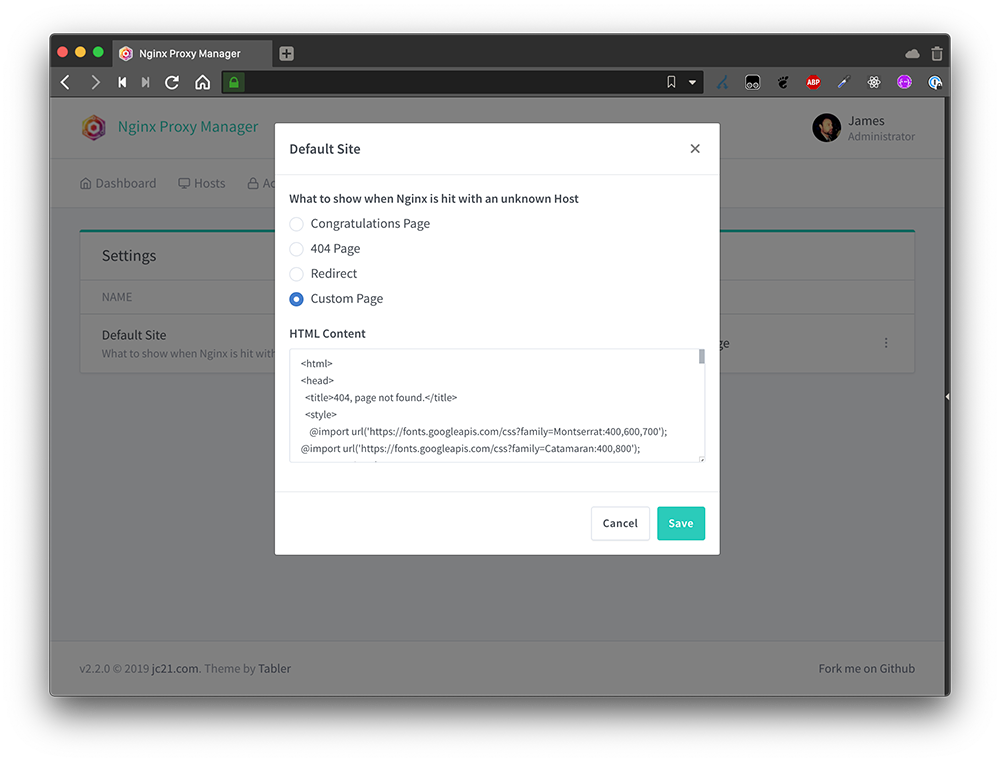 Nginx Proxy Manager
ABP
Nginx Proxy Manager
James
Administrator
Dashboard
Hosts
Settings
NAME
Default Site
What to show when Nginx is hit with
Default Site
What to show when Nginx is hit with an unknown Host
Congratulations Page
404 Page
Redirect
Custom Page
HTML Content
<html>
<head>
<title>404, page not found.</title>
<style>
@import url('https://fonts.googleapis.com/css?family=Montserrat:400,600,700');
@import url('https://fonts.googleapis.com/css?family=Catamaran:400,800');
Cancel
Save
v2.2.0 © 2019 jc21.com. Theme by Tabler
Fork me on Github